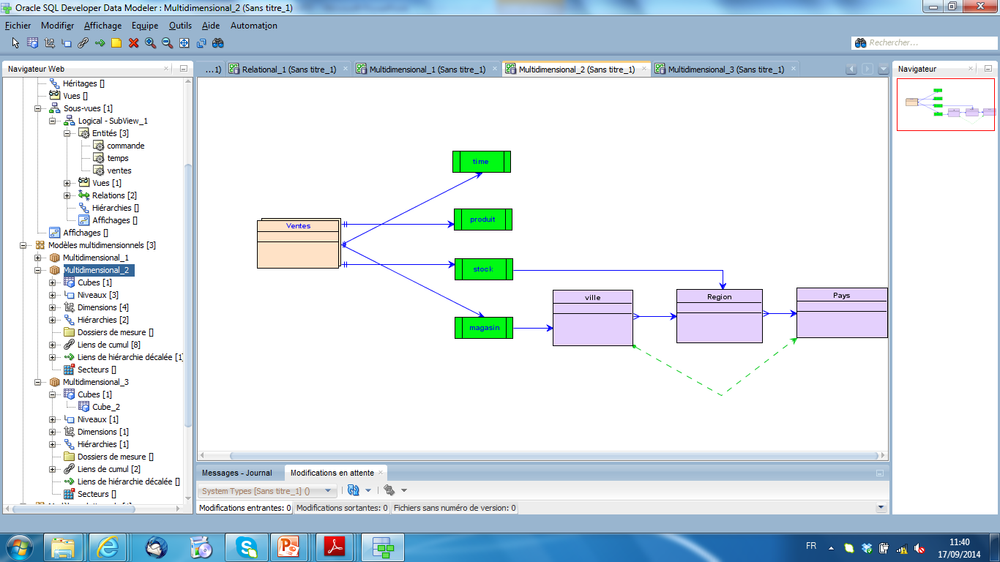 Oracle SQL Developer Data Modeler : Multidimensional_2 (Sans titre_1)
Fichier Modifier Affichage Equipe Outils Aide Automation
Rechercher...
Navigateur Web
...1) Relational_1 (Sans titre_1) Multidimensional_1 (Sans titre_1) Multidimensional_2 (Sans titre_1) Multidimensional_3 (Sans titre_1)
Navigateur
Héritages []
Vues []
Sous-vues [1]
Logical - SubView_1
Entités [3]
commande
temps
ventes
Vues [1]
Relations [2]
Hiérarchies []
Affichages []
Affichages []
Modèles multidimensionnels [3]
Multidimensional_1
Multidimensional_2
Cubes [1]
Niveaux [3]
Dimensions [4]
Hiérarchies [2]
Dossiers de mesure []
Liens de cumul [8]
Liens de hiérarchie décalée [1]
Secteurs []
Multidimensional_3
Cubes [1]
Cube_2
Niveaux [1]
Dimensions [1]
Hiérarchies [1]
Dossiers de mesure []
Liens de cumul [2]
Liens de hiérarchie décalée []
Secteurs []
time
produit
Ventes
stock
magasin
ville
Region
Pays
Messages - Journal Modifications en attente
System Types [Sans titre_1] ()
Modifications entrantes: 0 Modifications sortantes: 0 Fichiers sans numéro de version: 0
FR
11:40
17/09/2014